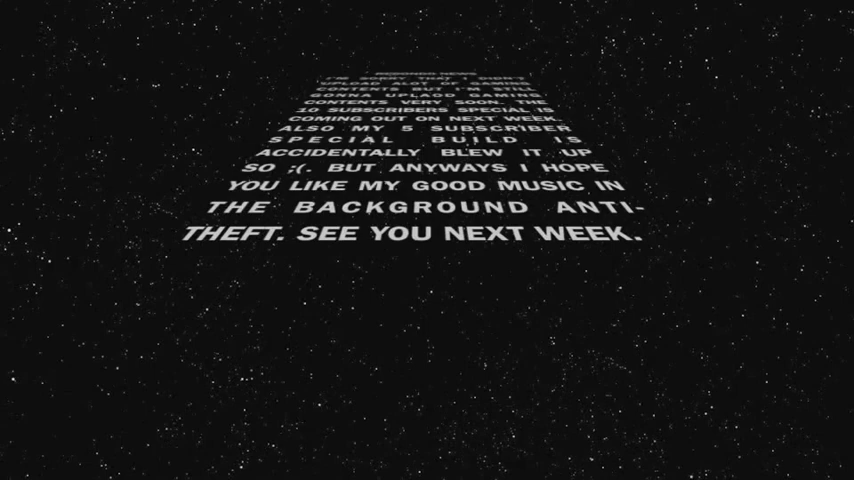 REDONDO NEWS
I'M SORRY THAT I DIDN'T
UPLOAD ALOT OF GAMING
CONTENTS BUT I'M STILL
GONNA UPLAOD GAMING
CONTENTS VERY SOON. THE
10 SUBSCRIBERS SPECIAL IS
COMING OUT ON NEXT WEEK.
ALSO MY 5 SUBSCRIBER
SPECIAL BUILD IS
ACCIDENTALLY BLEW IT UP
SO ;(. BUT ANYWAYS I HOPE
YOU LIKE MY GOOD MUSIC IN
THE BACKGROUND ANTI-
THEFT. SEE YOU NEXT WEEK.